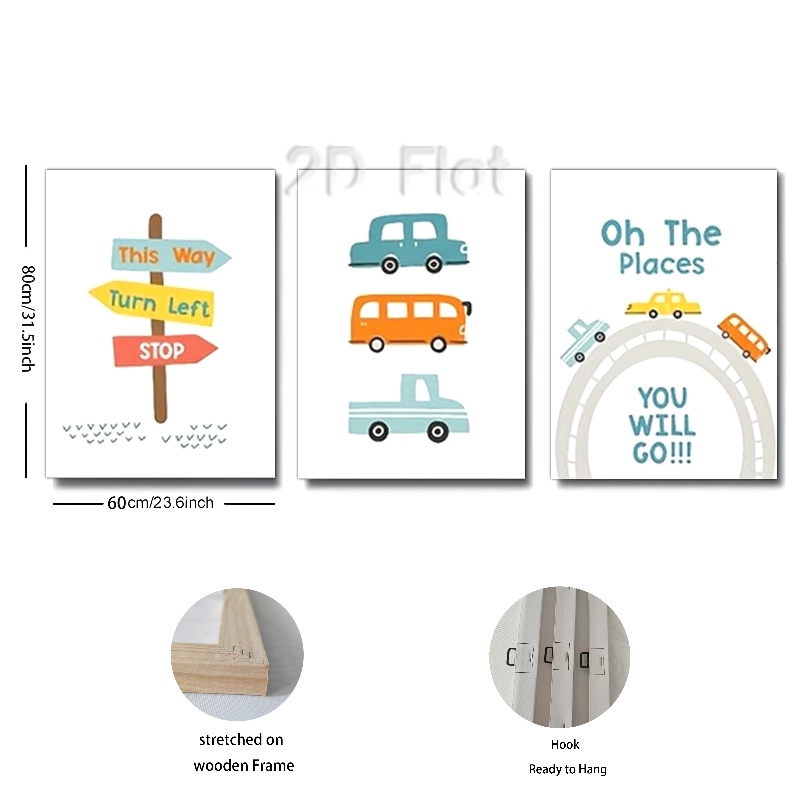 2D Flat
80cm/31.5inch
This Way
Turn Left
STOP
Oh The
Places
YOU
WILL
GO!!!
60cm/23.6inch
stretched on
wooden Frame
Hook
Ready to Hang